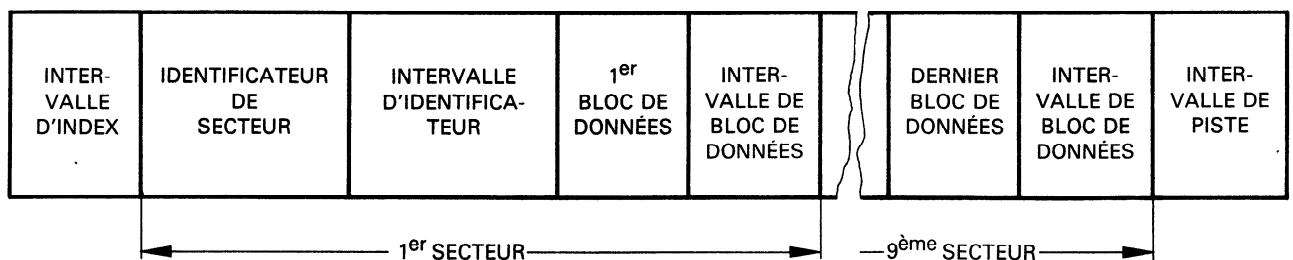 INTER-
VALLE
D'INDEX
IDENTIFICATEUR
DE
SECTEUR
INTERVALLE
D'IDENTIFICA-
TEUR
1er
BLOC DE
DONNÉES
INTER-
VALLE DE
BLOC DE
DONNÉES
DERNIER
BLOC DE
DONNÉES
INTER-
VALLE DE
BLOC DE
DONNÉES
INTER-
VALLE DE
PISTE
1er SECTEUR
9ème SECTEUR